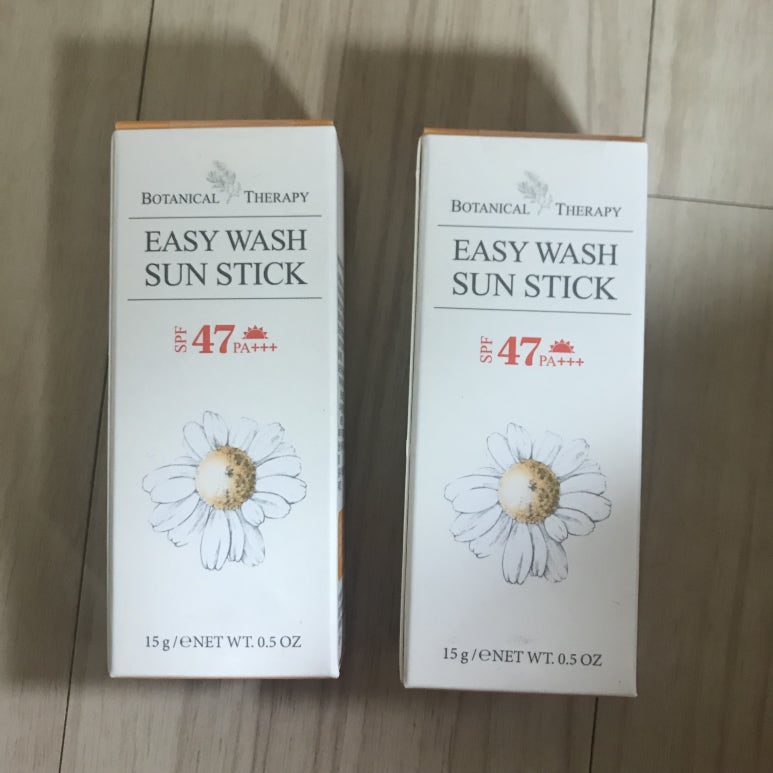 BOTANICAL THERAPY
EASY WASH
SUN STICK
SPF 47 PA+++
15 g / ℮NET WT. 0.5 OZ
BOTANICAL THERAPY
EASY WASH
SUN STICK
SPF 47 PA+++
15 g / ℮NET WT. 0.5 OZ